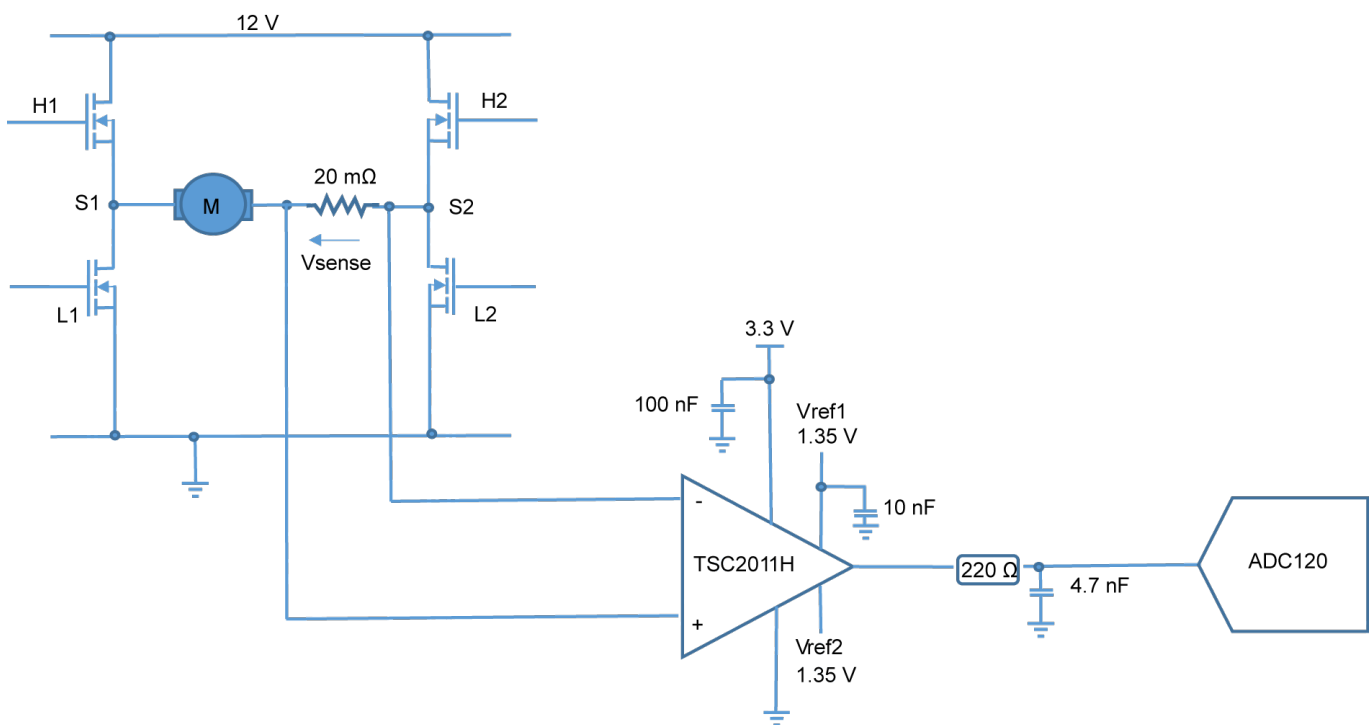 12 V
H1
H2
20 mΩ
S1
M
S2
Vsense
L1
L2
3.3 V
100 nF
Vref1
1.35 V
-
10 nF
TSC2011H
220 Ω
ADC120
4.7 nF
+
Vref2
1.35 V